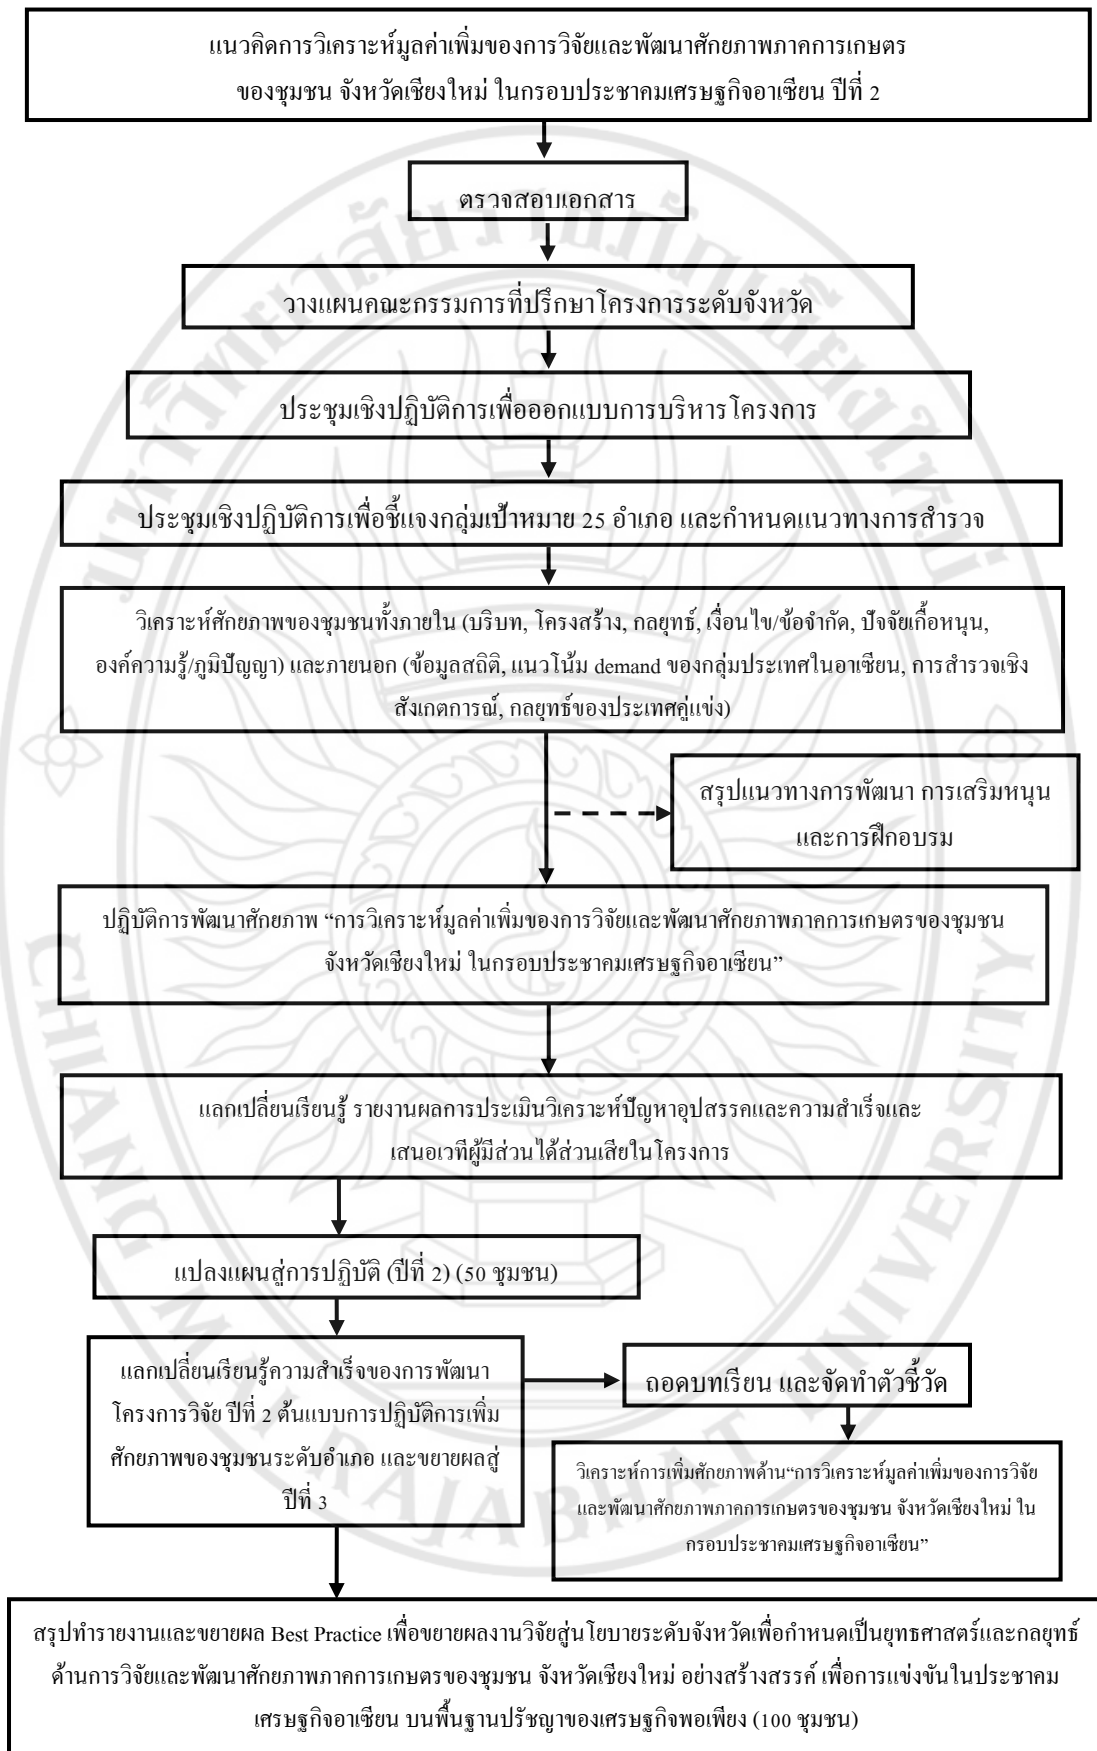 แนวคิดการวิเคราะห์มูลค่าเพิ่มของการวิจัยและพัฒนาศักยภาพภาคการเกษตร
ของชุมชน จังหวัดเชียงใหม่ ในกรอบประชาคมเศรษฐกิจอาเซียน ปีที่ 2
ตรวจสอบเอกสาร
วางแผนคณะกรรมการที่ปรึกษาโครงการระดับจังหวัด
ประชุมเชิงปฏิบัติการเพื่อออกแบบการบริหารโครงการ
ประชุมเชิงปฏิบัติการเพื่อชี้แจงกลุ่มเป้าหมาย 25 อำเภอ และกำหนดแนวทางการสำรวจ
วิเคราะห์ศักยภาพของชุมชนทั้งภายใน (บริบท, โครงสร้าง, กลยุทธ์, เงื่อนไข/ข้อจำกัด, ปัจจัยเกื้อหนุน,
องค์ความรู้/ภูมิปัญญา) และภายนอก (ข้อมูลสถิติ, แนวโน้ม demand ของกลุ่มประเทศในอาเซียน, การสำรวจเชิง
สังเกตการณ์, กลยุทธ์ของประเทศคู่แข่ง)
สรุปแนวทางการพัฒนา การเสริมหนุน
และการฝึกอบรม
ปฏิบัติการพัฒนาศักยภาพ “การวิเคราะห์มูลค่าเพิ่มของการวิจัยและพัฒนาศักยภาพภาคการเกษตรของชุมชน
จังหวัดเชียงใหม่ ในกรอบประชาคมเศรษฐกิจอาเซียน”
แลกเปลี่ยนเรียนรู้ รายงานผลการประเมินวิเคราะห์ปัญหาอุปสรรคและความสำเร็จและ
เสนอเวทีผู้มีส่วนได้ส่วนเสียในโครงการ
แปลงแผนสู่การปฏิบัติ (ปีที่ 2) (50 ชุมชน)
แลกเปลี่ยนเรียนรู้ความสำเร็จของการพัฒนา
โครงการวิจัย ปีที่ 2 ต้นแบบการปฏิบัติการเพิ่ม
ศักยภาพของชุมชนระดับอำเภอ และขยายผลสู่
ปีที่ 3
ถอดบทเรียน และจัดทำตัวชี้วัด
วิเคราะห์การเพิ่มศักยภาพด้าน“การวิเคราะห์มูลค่าเพิ่มของการวิจัย
และพัฒนาศักยภาพภาคการเกษตรของชุมชน จังหวัดเชียงใหม่ ใน
กรอบประชาคมเศรษฐกิจอาเซียน”
สรุปทำรายงานและขยายผล Best Practice เพื่อขยายผลงานวิจัยสู่นโยบายระดับจังหวัดเพื่อกำหนดเป็นยุทธศาสตร์และกลยุทธ์
ด้านการวิจัยและพัฒนาศักยภาพภาคการเกษตรของชุมชน จังหวัดเชียงใหม่ อย่างสร้างสรรค์ เพื่อการแข่งขันในประชาคม
เศรษฐกิจอาเซียน บนพื้นฐานปรัชญาของเศรษฐกิจพอเพียง (100 ชุมชน)
มหาวิทยาลัยราชภัฏเชียงใหม่
CHIANG MAI RAJABHAT UNIVERSITY